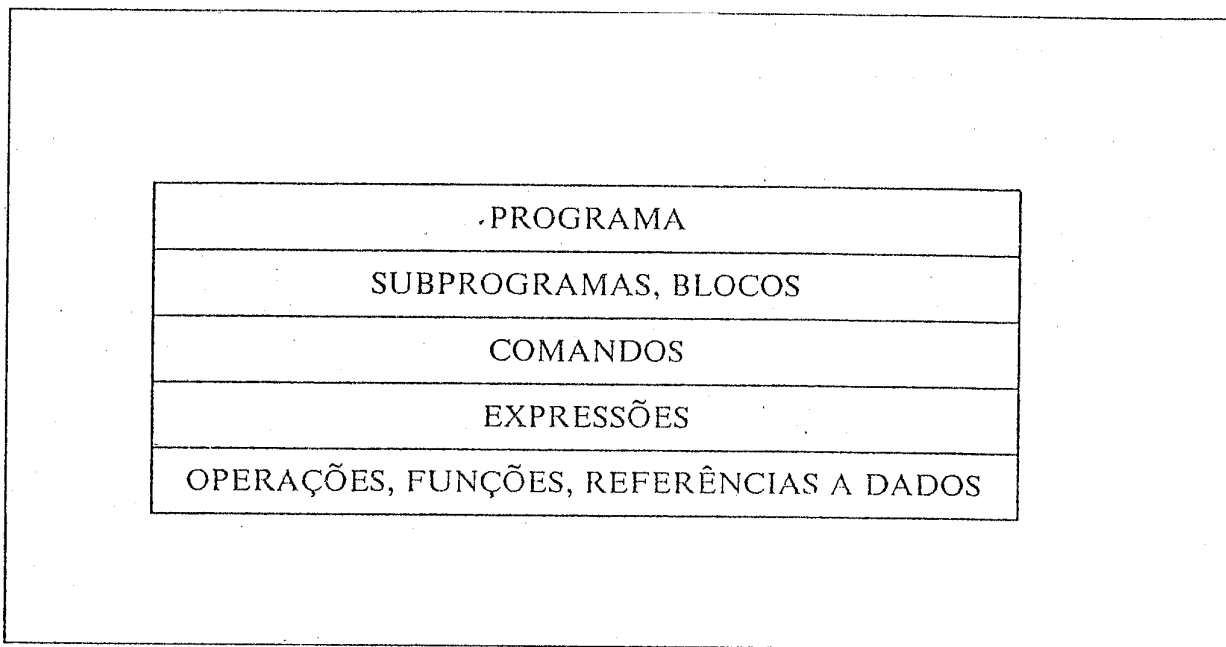 PROGRAMA
SUBPROGRAMAS, BLOCOS
COMANDOS
EXPRESSÕES
OPERAÇÕES, FUNÇÕES, REFERÊNCIAS A DADOS